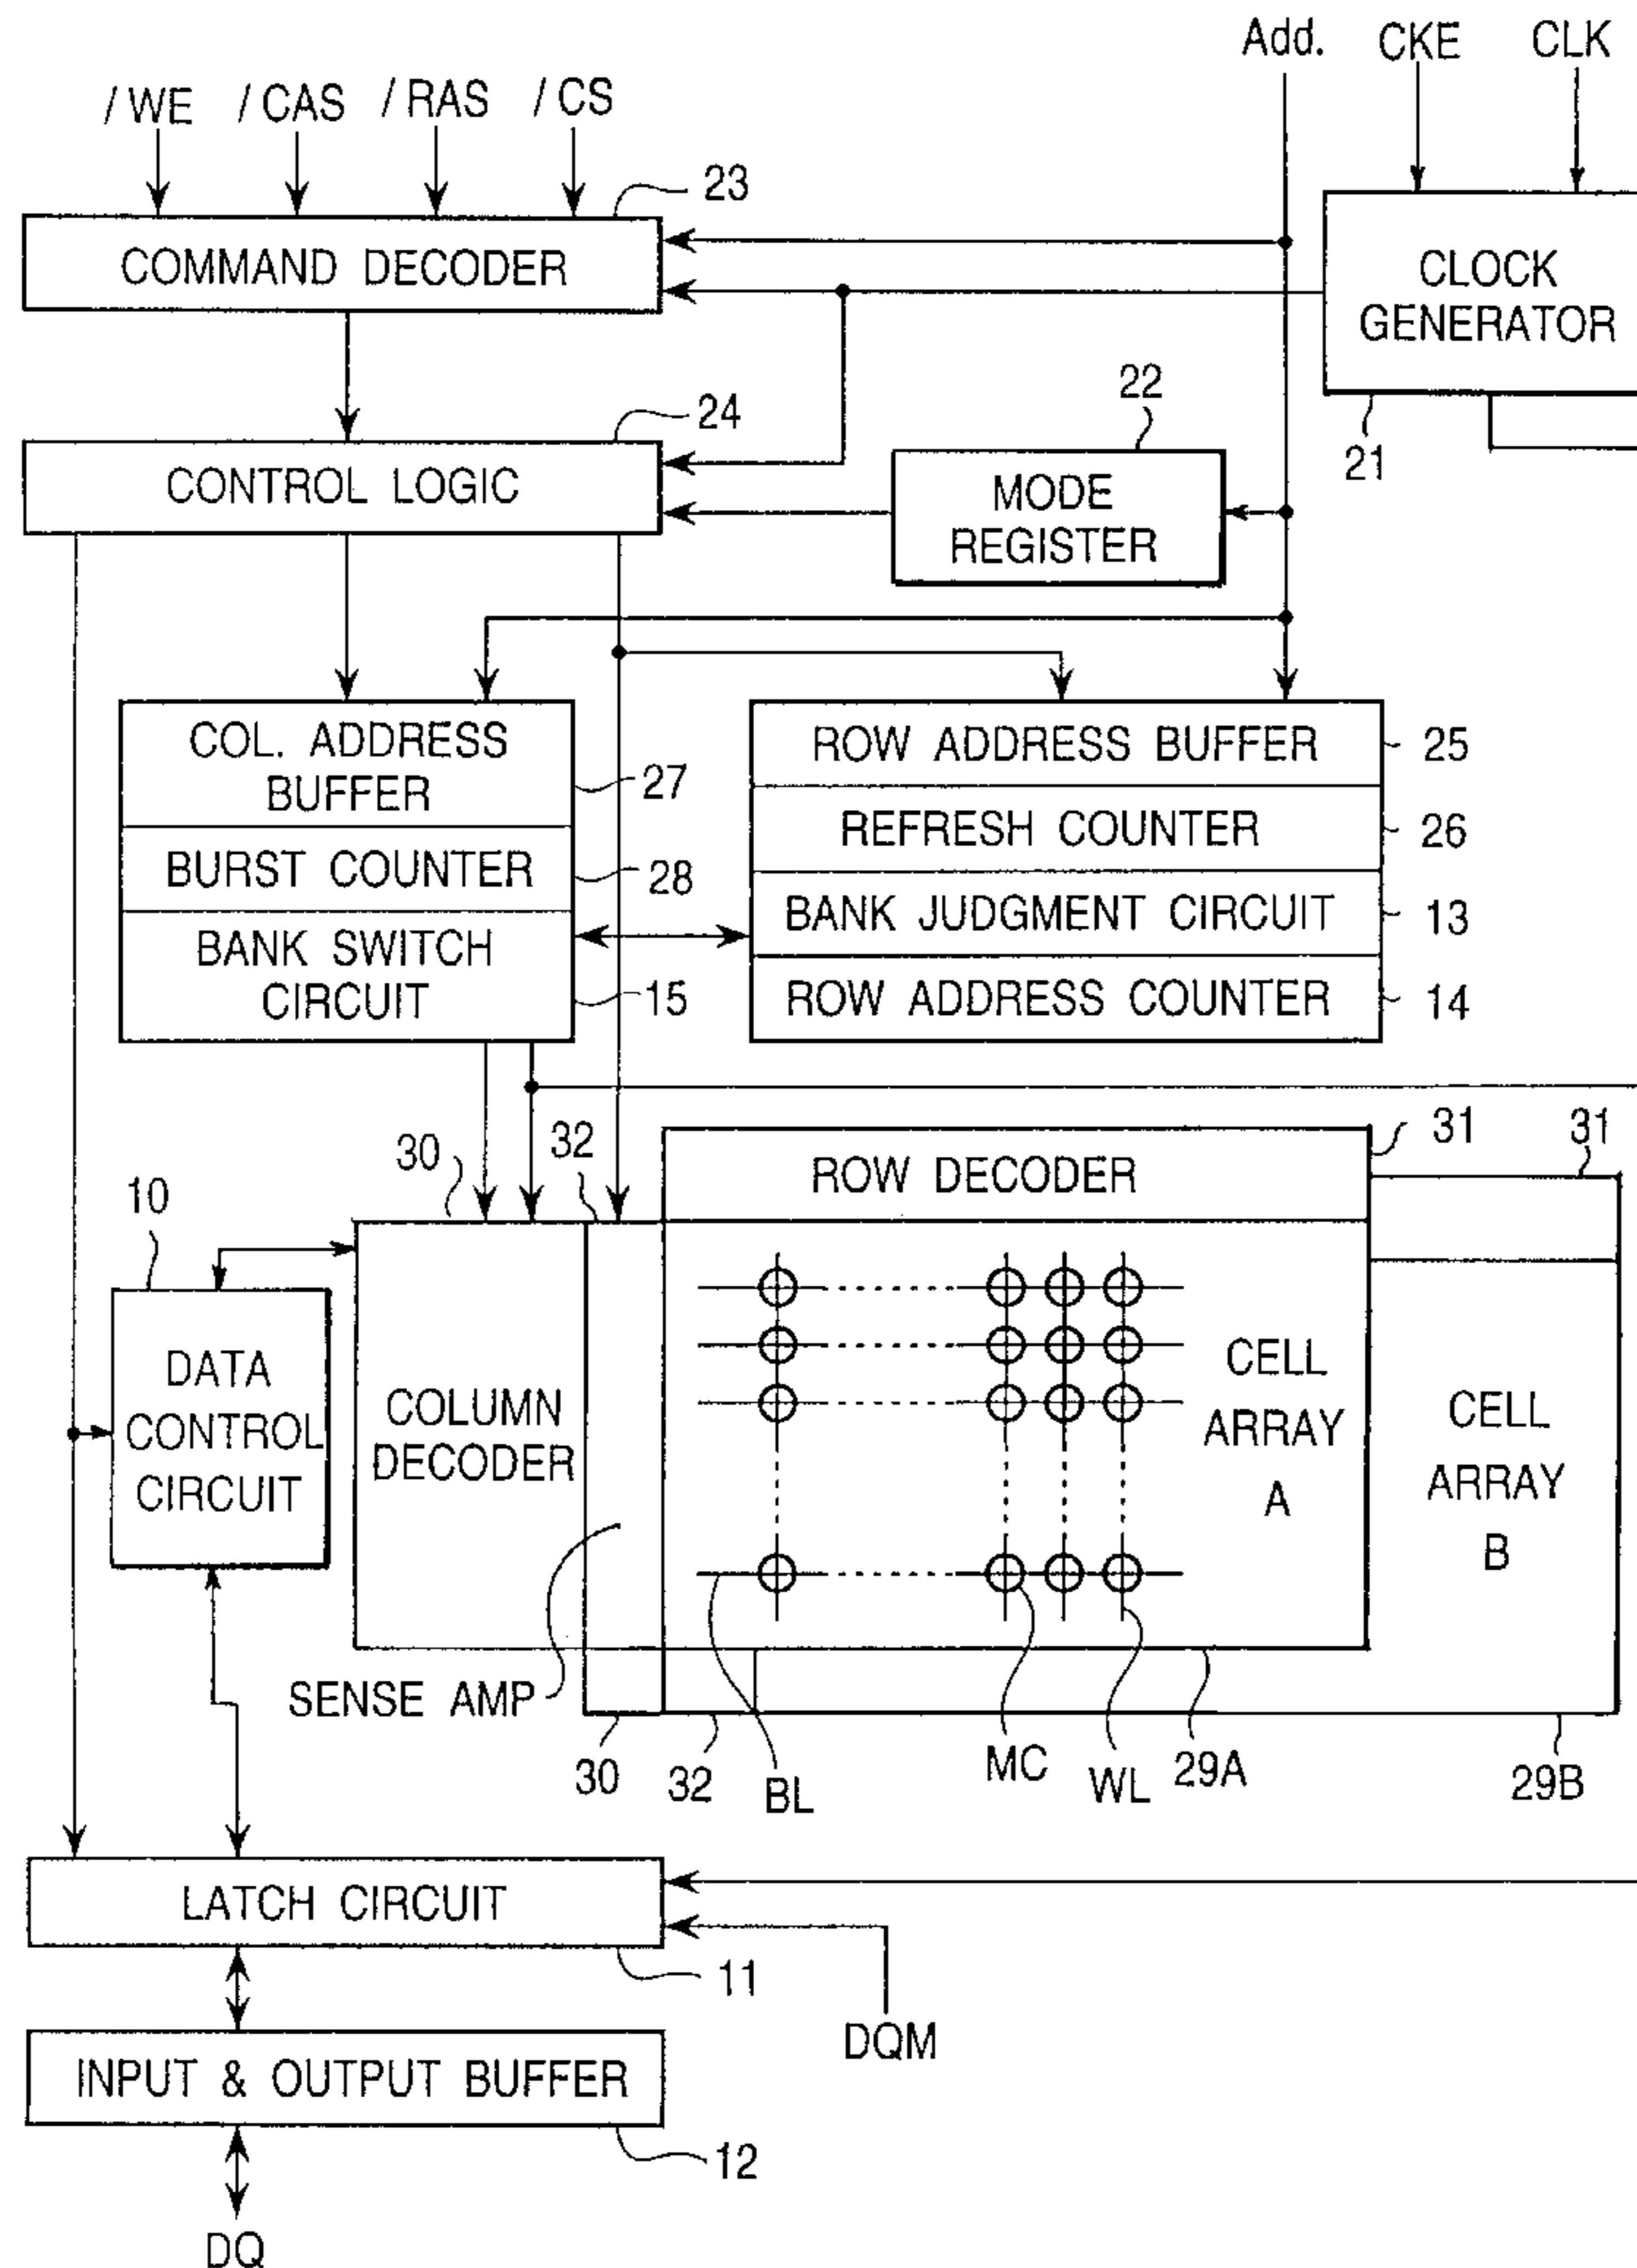 Add. CKE CLK
/ WE / CAS / RAS / CS
23
COMMAND DECODER
CLOCK
GENERATOR
21
22
24
CONTROL LOGIC
MODE
REGISTER
COL. ADDRESS
BUFFER
27
BURST COUNTER
28
BANK SWITCH
CIRCUIT
15
ROW ADDRESS BUFFER
25
REFRESH COUNTER
26
BANK JUDGMENT CIRCUIT
13
ROW ADDRESS COUNTER
14
30
32
31
31
ROW DECODER
10
DATA
CONTROL
CIRCUIT
COLUMN
DECODER
CELL
ARRAY
A
CELL
ARRAY
B
SENSE AMP
30
32
BL
MC
WL
29A
29B
LATCH CIRCUIT
11
DQM
INPUT & OUTPUT BUFFER
12
DQ